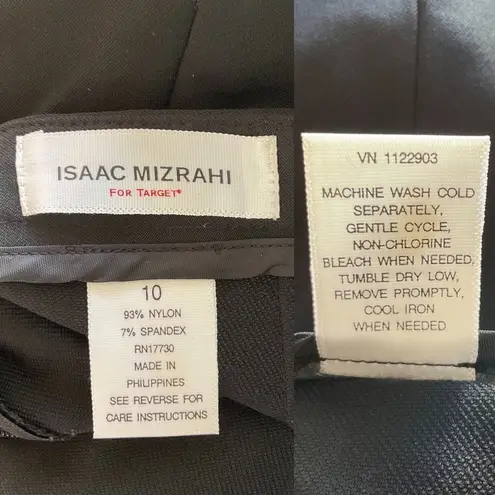 ISAAC MIZRAHI
FOR TARGET*
10
93% NYLON
7% SPANDEX
RN17730
MADE IN
PHILIPPINES
SEE REVERSE FOR
CARE INSTRUCTIONS
VN 1122903
MACHINE WASH COLD
SEPARATELY,
GENTLE CYCLE,
NON-CHLORINE
BLEACH WHEN NEEDED,
TUMBLE DRY LOW,
REMOVE PROMPTLY,
COOL IRON
WHEN NEEDED